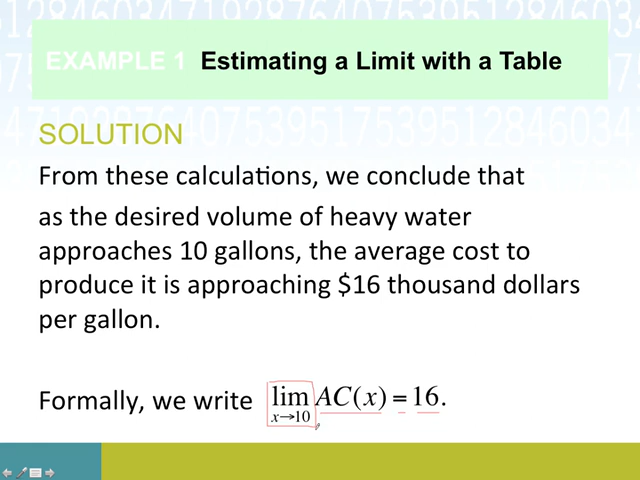 EXAMPLE 1 Estimating a Limit with a Table
SOLUTION
From these calculations, we conclude that
as the desired volume of heavy water
approaches 10 gallons, the average cost to
produce it is approaching $16 thousand dollars
per gallon.
Formally, we write lim AC(x) = 16.
x→10